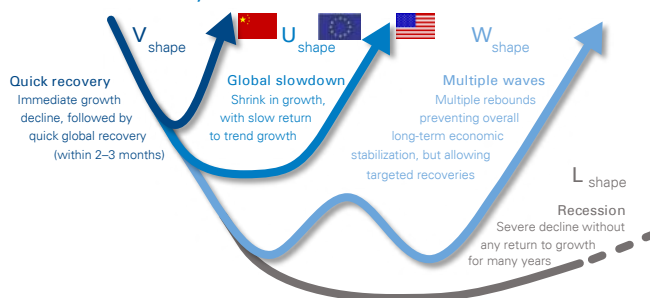 V shape
U shape
W shape
Quick recovery
Immediate growth
decline, followed by
quick global recovery
(within 2–3 months)
Global slowdown
Shrink in growth,
with slow return
to trend growth
Multiple waves
Multiple rebounds
preventing overall
long-term economic
stabilization, but allowing
targeted recoveries
L shape
Recession
Severe decline without
any return to growth
for many years